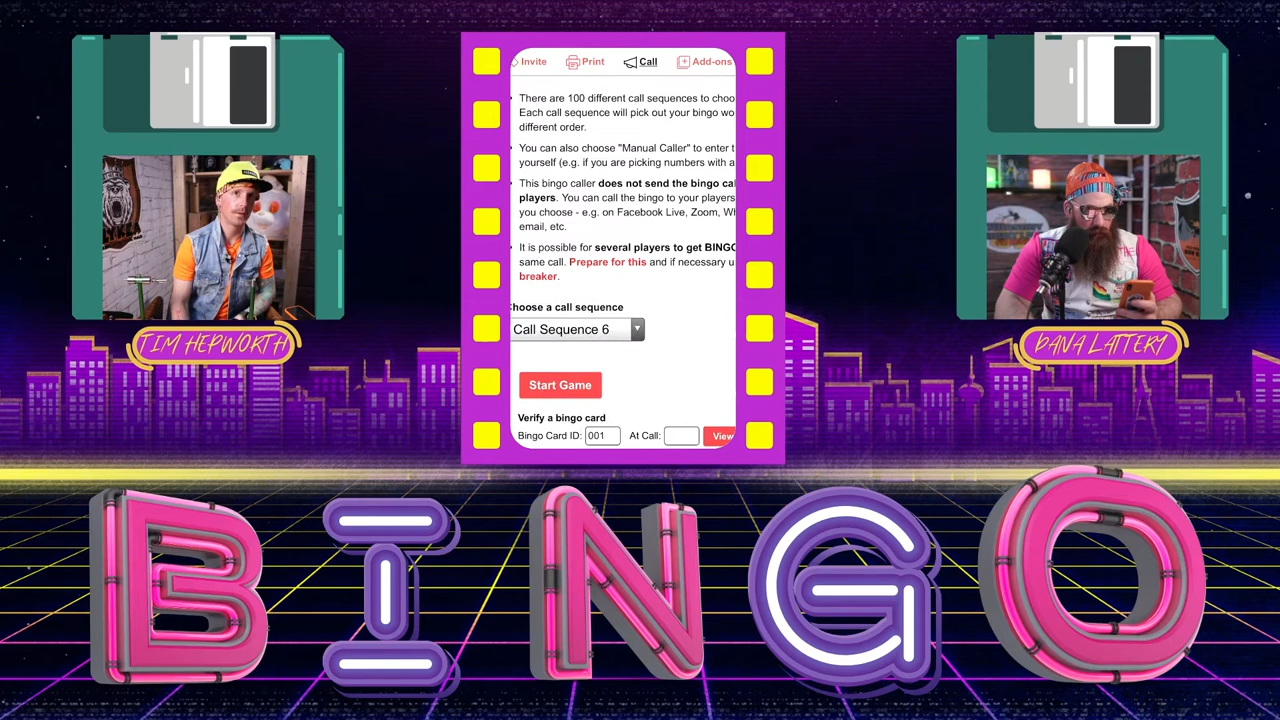 Invite Print Call Add-ons
There are 100 different call sequences to choo
Each call sequence will pick out your bingo wo
different order.
You can also choose "Manual Caller" to enter t
yourself (e.g. if you are picking numbers with a
This bingo caller does not send the bingo cal
players. You can call the bingo to your players
you choose - e.g. on Facebook Live, Zoom, Wh
email, etc.
It is possible for several players to get BINGO
same call. Prepare for this and if necessary u
breaker.
hoose a call sequence
Call Sequence 6
Start Game
Verify a bingo card
Bingo Card ID: 001 At Call: View
TIM HEPWORTH
DANA LATTERY
BINGO